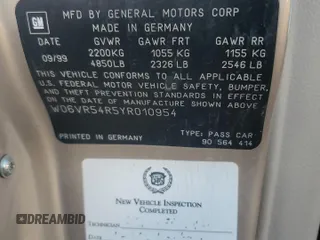 GM
MFD BY GENERAL MOTORS CORP
MADE IN GERMANY
DATE GVWR GAWR FRT GAWR RR
09/99 2200KG 1055 KG 1155 KG
4850LB 2326 LB 2546 LB
THIS VEHICLE CONFORMS TO ALL APPLICABLE
U.S. FEDERAL MOTOR VEHICLE SAFETY, BUMPER,
AND THEFT PREVENTION STANDARDS IN EFFECT ON
THE DATE OF MANUFACTURE SHOWN ABOVE.
W06VR54R5YR010954
TYPE: PASS CAR
90 564 414
NEW VEHICLE INSPECTION
COMPLETED
TECHNICIAN
DREAMBID